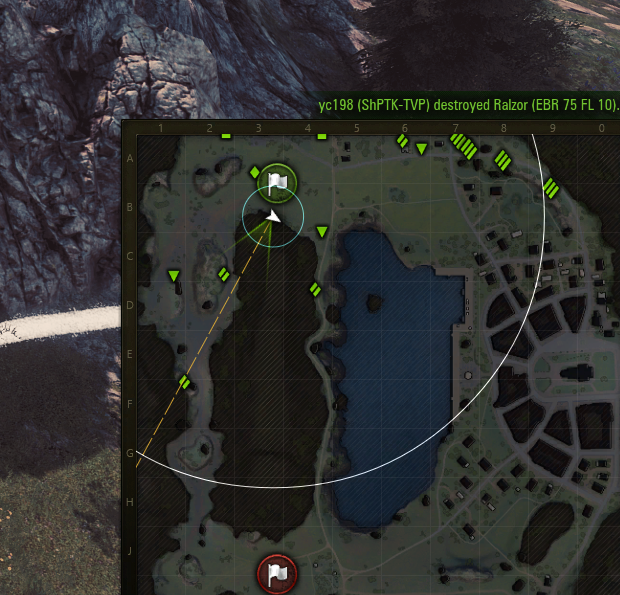 yc198 (ShPTK-TVP) destroyed Ralzor (EBR 75 FL 10).
1 2 3 4 5 6 7 8 9 0
A
B
C
D
E
F
G
H
J